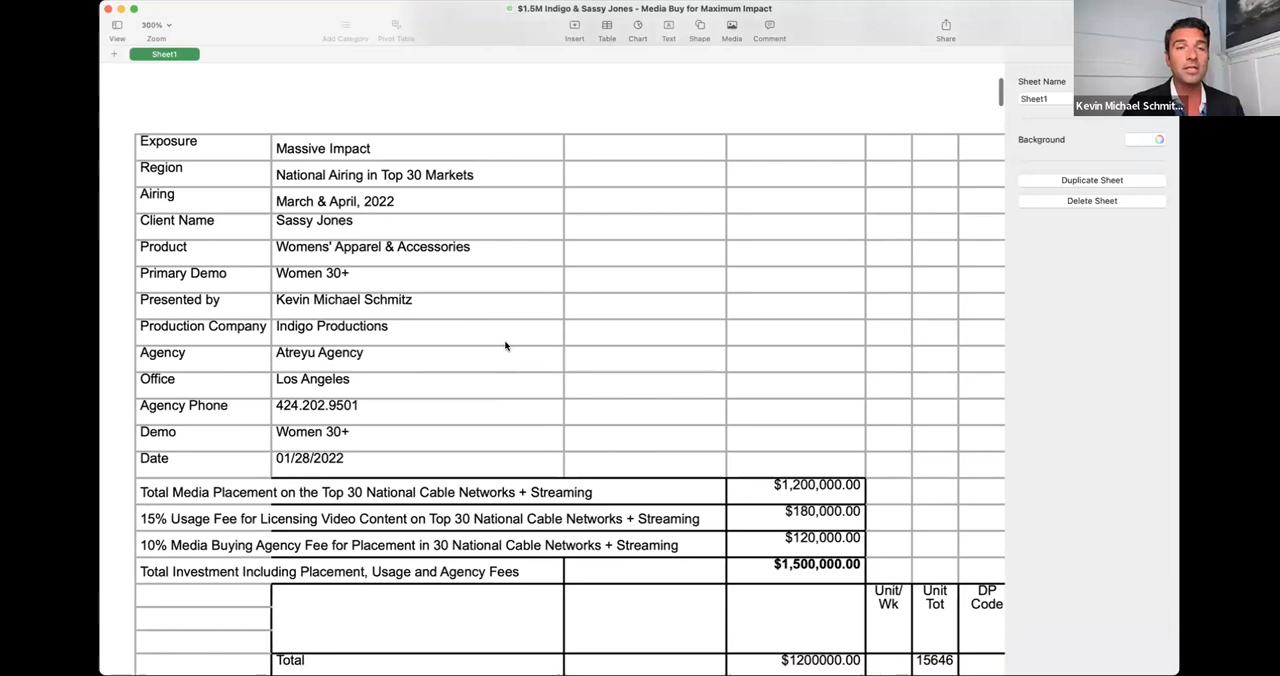 $1.5M Indigo & Sassy Jones - Media Buy for Maximum Impact
300%
View
Zoom
Add Category
Pivot Table
Insert
Table
Chart
Text
Shape
Media
Comment
Share
+
Sheet1
Sheet Name
Sheet1
Background
Duplicate Sheet
Delete Sheet
Kevin Michael Schmit...
Exposure Massive Impact
Region National Airing in Top 30 Markets
Airing March & April, 2022
Client Name Sassy Jones
Product Womens' Apparel & Accessories
Primary Demo Women 30+
Presented by Kevin Michael Schmitz
Production Company Indigo Productions
Agency Atreyu Agency
Office Los Angeles
Agency Phone 424.202.9501
Demo Women 30+
Date 01/28/2022
Total Media Placement on the Top 30 National Cable Networks + Streaming $1,200,000.00
15% Usage Fee for Licensing Video Content on Top 30 National Cable Networks + Streaming $180,000.00
10% Media Buying Agency Fee for Placement in 30 National Cable Networks + Streaming $120,000.00
Total Investment Including Placement, Usage and Agency Fees $1,500,000.00
Unit/ Unit DP
Wk Tot Code
Total $1200000.00 15646